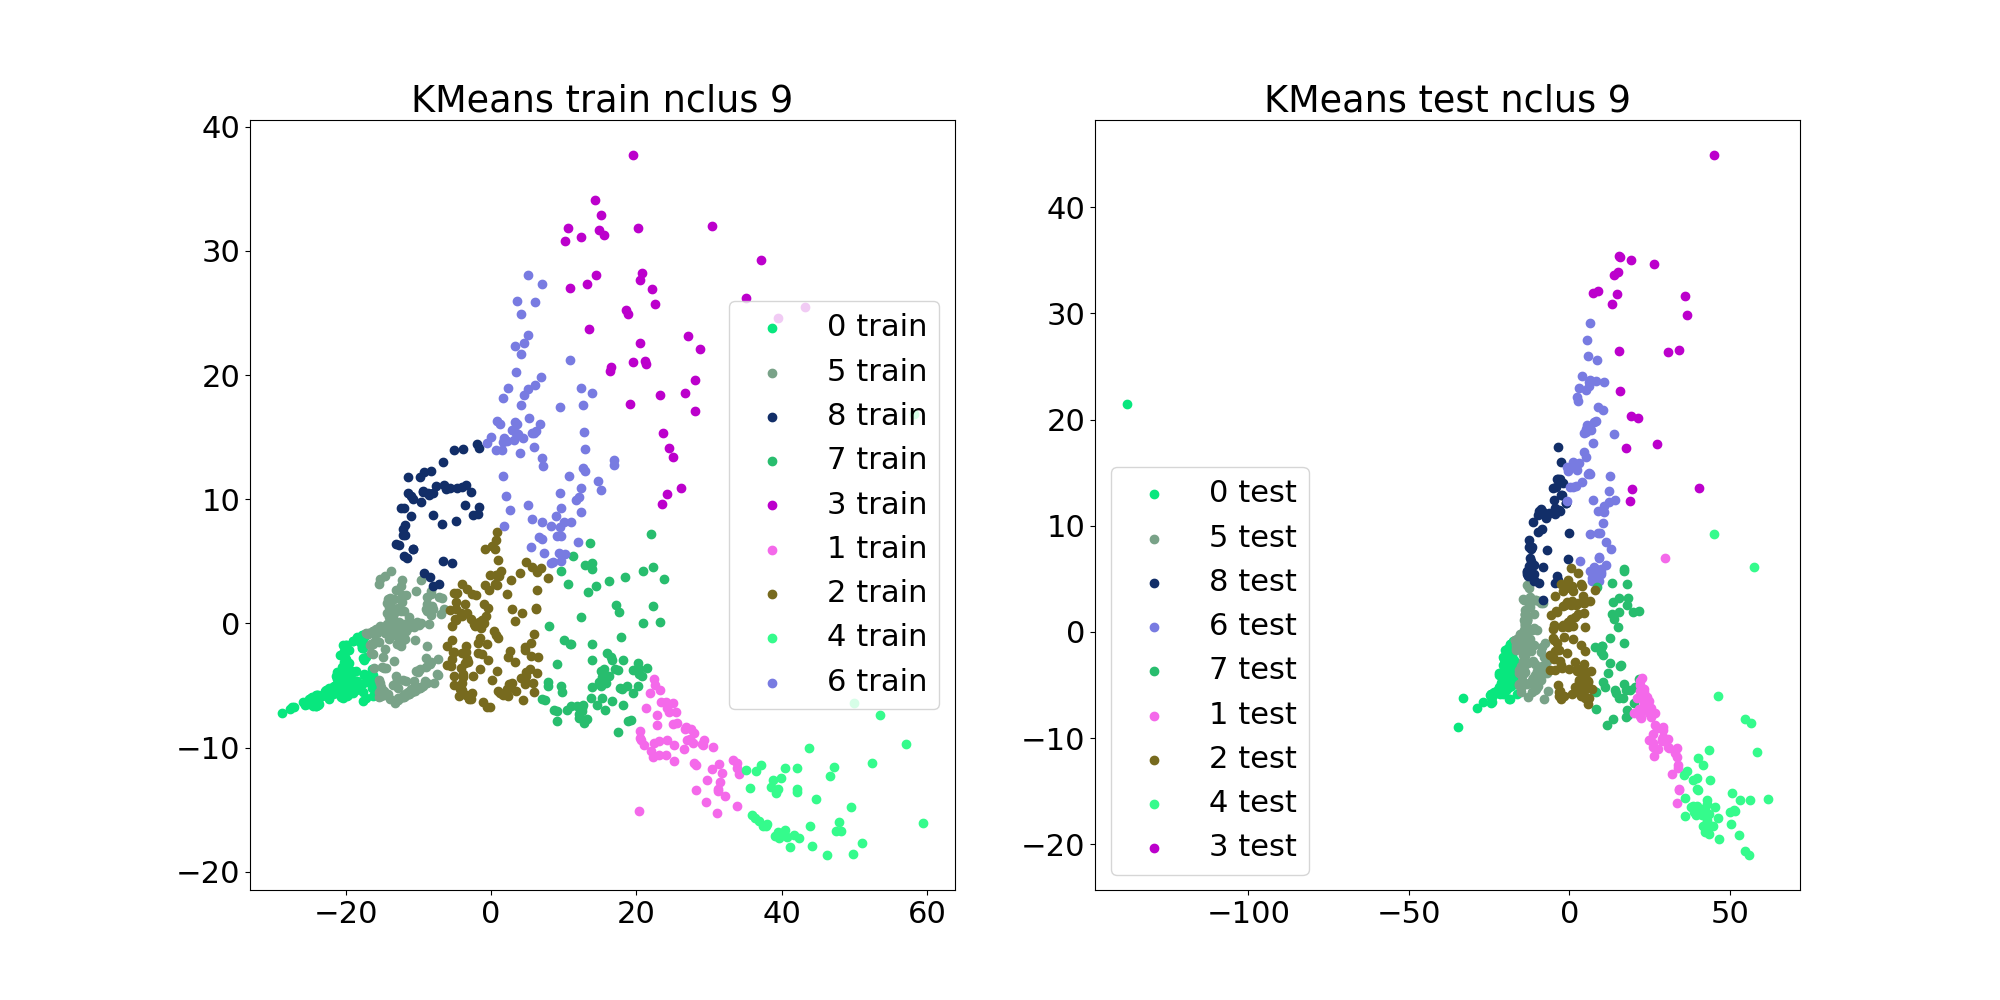 KMeans train nclus 9
40
30
20
10
0
−10
−20
−20
0
20
40
60
0 train
5 train
8 train
7 train
3 train
1 train
2 train
4 train
6 train
KMeans test nclus 9
40
30
20
10
0
−10
−20
−100
−50
0
50
0 test
5 test
8 test
6 test
7 test
1 test
2 test
4 test
3 test